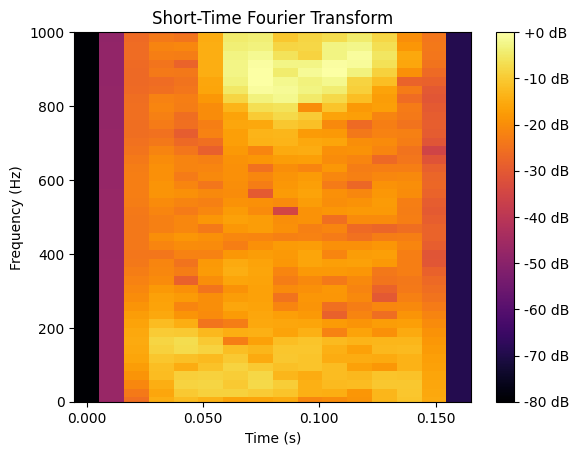 Short-Time Fourier Transform
1000
800
600
400
200
0
Frequency (Hz)
0.000
0.050
0.100
0.150
Time (s)
+0 dB
-10 dB
-20 dB
-30 dB
-40 dB
-50 dB
-60 dB
-70 dB
-80 dB